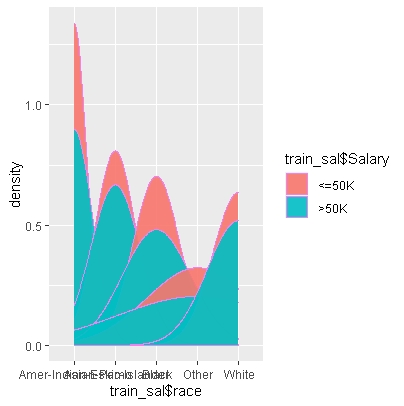 1.0
density
0.5
0.0
Other White
train_sal$race
train_sal$Salary
<=50K
>50K